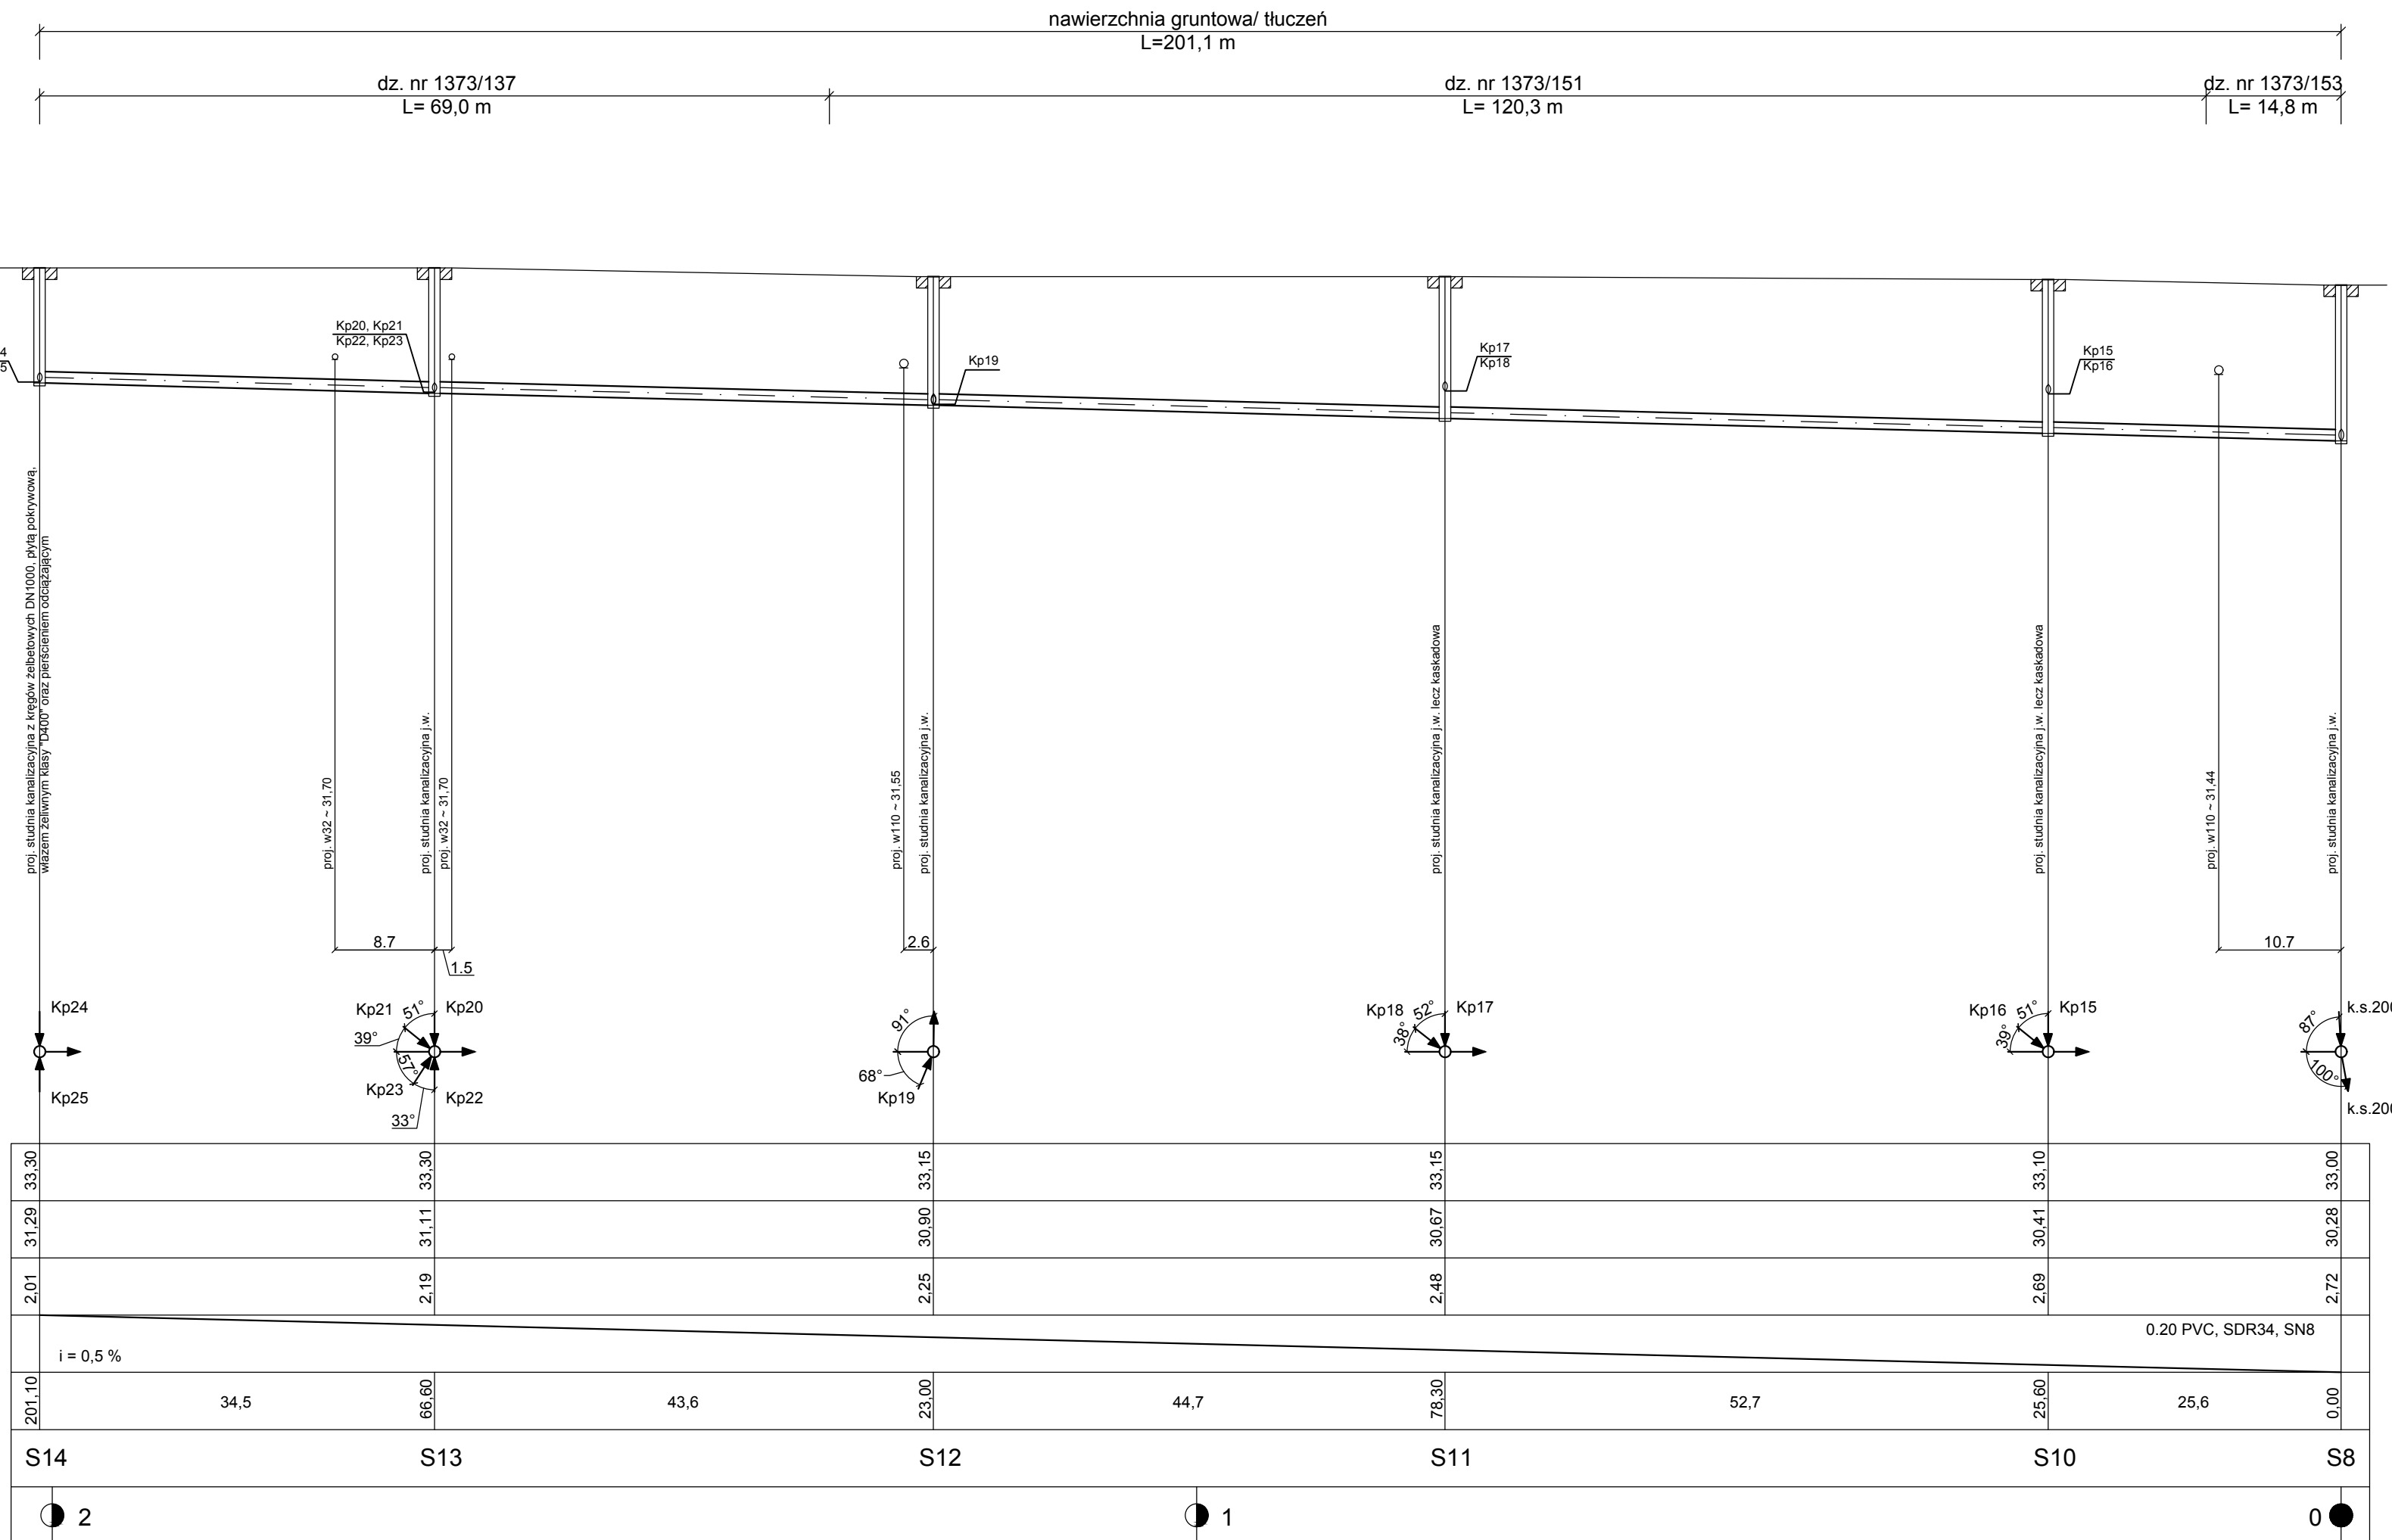 nawierzchnia gruntowa/ tłuczeń
L=201,1 m
dz. nr 1373/137
L= 69,0 m
dz. nr 1373/151
L= 120,3 m
dz. nr 1373/153
L= 14,8 m
4
5
Kp20, Kp21
Kp22, Kp23
Kp19
Kp17
Kp18
Kp15
Kp16
proj. studnia kanalizacyjna z kręgów żelbetowych DN1000, płytą pokrywową,
włazem żeliwnym klasy "D400" oraz pierścieniem odciążającym
proj. w32 ~ 31,70
proj. studnia kanalizacyjna j.w.
proj. w32 ~ 31,70
proj. w110 ~ 31,55
proj. studnia kanalizacyjna j.w.
proj. studnia kanalizacyjna j.w. lecz kaskadowa
proj. studnia kanalizacyjna j.w. lecz kaskadowa
proj. w110 ~ 31,44
proj. studnia kanalizacyjna j.w.
8.7
1.5
2.6
10.7
Kp24
Kp25
Kp21
51°
Kp20
39°
57°
Kp23
Kp22
33°
91°
68°
Kp19
Kp18
52°
Kp17
38°
Kp16
51°
Kp15
39°
87°
k.s.200
100°
k.s.200
33,30
33,30
33,15
33,15
33,10
33,00
31,29
31,11
30,90
30,67
30,41
30,28
2,01
2,19
2,25
2,48
2,69
2,72
0.20 PVC, SDR34, SN8
i = 0,5 %
201,10
34,5
66,60
43,6
23,00
44,7
78,30
52,7
25,60
25,6
0,00
S14
S13
S12
S11
S10
S8
2
1
0